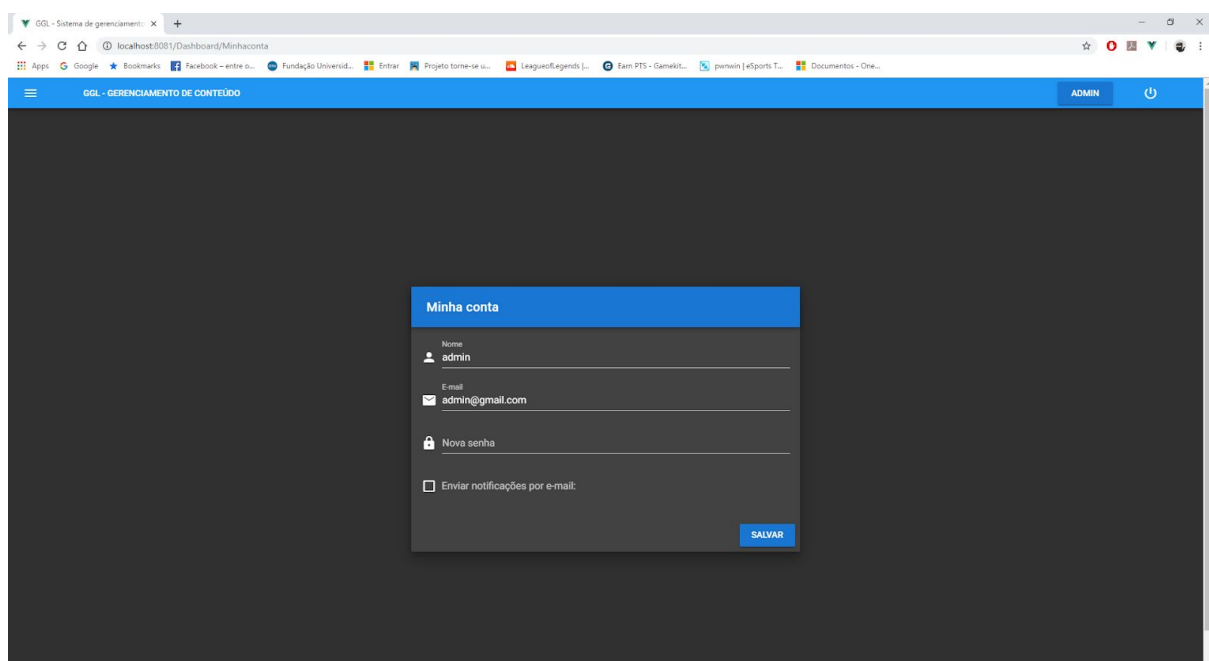 GGL - Sistema de gerenciamento
localhost:8081/Dashboard/Minhaconta
Apps Google Bookmarks Facebook – entre o... Fundação Universid... Entrar Projeto torne-se u... LeagueofLegends |... Earn PTS - Gamekit... pwnwin | eSports T... Documentos - One...
GGL - GERENCIAMENTO DE CONTEÚDO ADMIN
Minha conta
Nome
admin
E-mail
admin@gmail.com
Nova senha
Enviar notificações por e-mail:
SALVAR